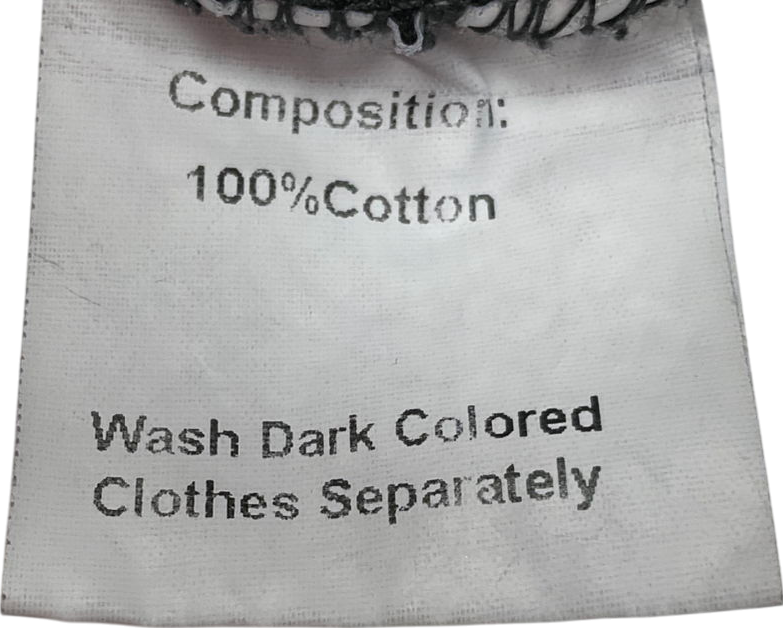 Composition:
100%Cotton
Wash Dark Colored
Clothes Separately